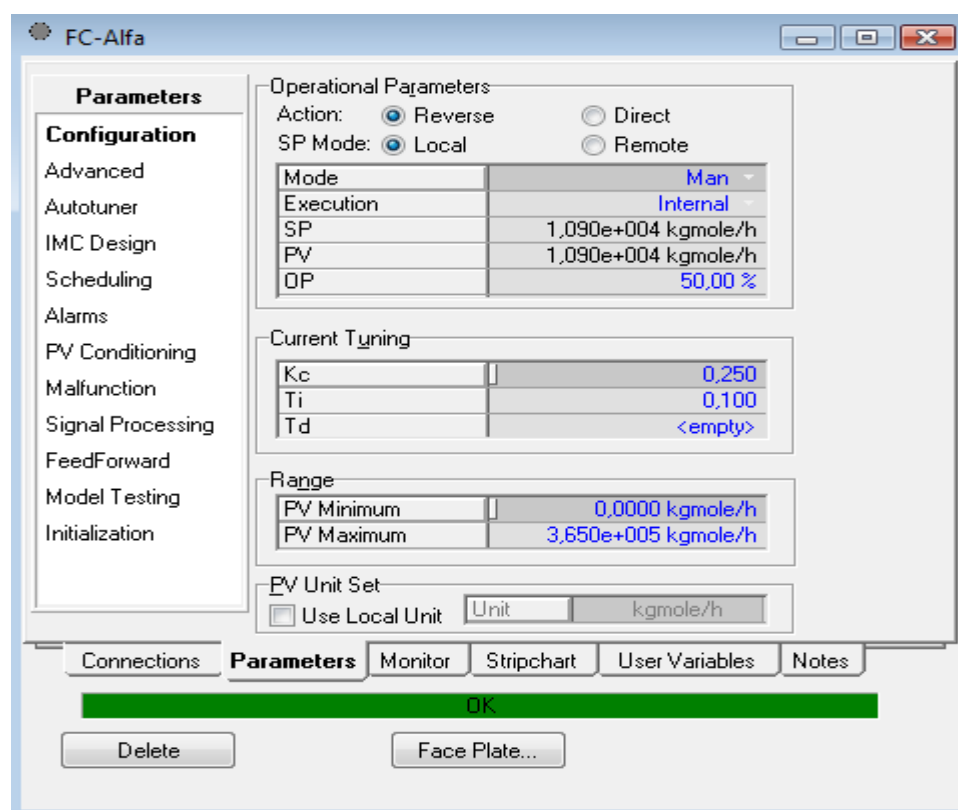 FC-Alfa
Parameters
Configuration
Advanced
Autotuner
IMC Design
Scheduling
Alarms
PV Conditioning
Malfunction
Signal Processing
FeedForward
Model Testing
Initialization
Operational Parameters
Action: Reverse Direct
SP Mode: Local Remote
Mode Man
Execution Internal
SP 1,090e+004 kgmole/h
PV 1,090e+004 kgmole/h
OP 50,00 %
Current Tuning
Kc 0,250
Ti 0,100
Td <empty>
Range
PV Minimum 0,0000 kgmole/h
PV Maximum 3,650e+005 kgmole/h
PV Unit Set
Use Local Unit Unit kgmole/h
Connections Parameters Monitor Stripchart User Variables Notes
OK
Delete Face Plate...